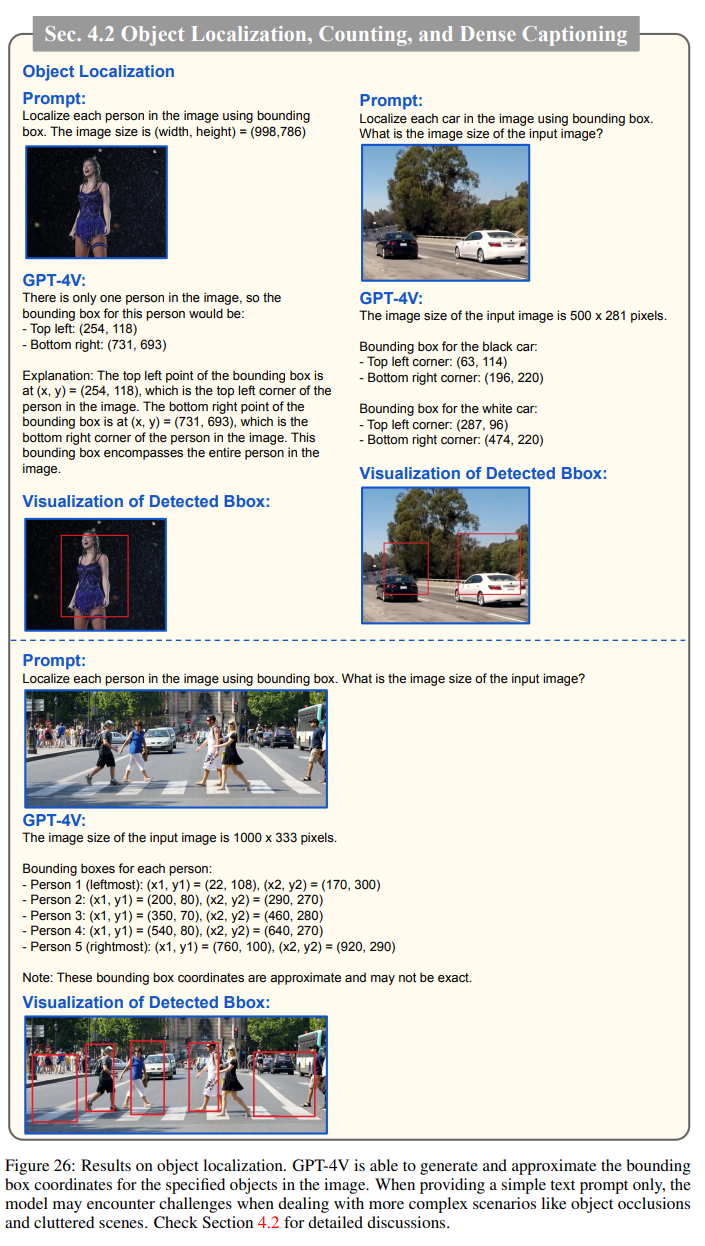 Sec. 4.2 Object Localization, Counting, and Dense Captioning
Object Localization
Prompt:
Localize each person in the image using bounding
box. The image size is (width, height) = (998,786)
GPT-4V:
There is only one person in the image, so the
bounding box for this person would be:
- Top left: (254, 118)
- Bottom right: (731, 693)
Explanation: The top left point of the bounding box is
at (x, y) = (254, 118), which is the top left corner of the
person in the image. The bottom right point of the
bounding box is at (x, y) = (731, 693), which is the
bottom right corner of the person in the image. This
bounding box encompasses the entire person in the
image.
Visualization of Detected Bbox:
Prompt:
Localize each car in the image using bounding box.
What is the image size of the input image?
GPT-4V:
The image size of the input image is 500 x 281 pixels.
Bounding box for the black car:
- Top left corner: (63, 114)
- Bottom right corner: (196, 220)
Bounding box for the white car:
- Top left corner: (287, 96)
- Bottom right corner: (474, 220)
Visualization of Detected Bbox:
Prompt:
Localize each person in the image using bounding box. What is the image size of the input image?
GPT-4V:
The image size of the input image is 1000 x 333 pixels.
Bounding boxes for each person:
- Person 1 (leftmost): (x1, y1) = (22, 108), (x2, y2) = (170, 300)
- Person 2: (x1, y1) = (200, 80), (x2, y2) = (290, 270)
- Person 3: (x1, y1) = (350, 70), (x2, y2) = (460, 280)
- Person 4: (x1, y1) = (540, 80), (x2, y2) = (640, 270)
- Person 5 (rightmost): (x1, y1) = (760, 100), (x2, y2) = (920, 290)
Note: These bounding box coordinates are approximate and may not be exact.
Visualization of Detected Bbox:
Figure 26: Results on object localization. GPT-4V is able to generate and approximate the bounding
box coordinates for the specified objects in the image. When providing a simple text prompt only, the
model may encounter challenges when dealing with more complex scenarios like object occlusions
and cluttered scenes. Check Section 4.2 for detailed discussions.